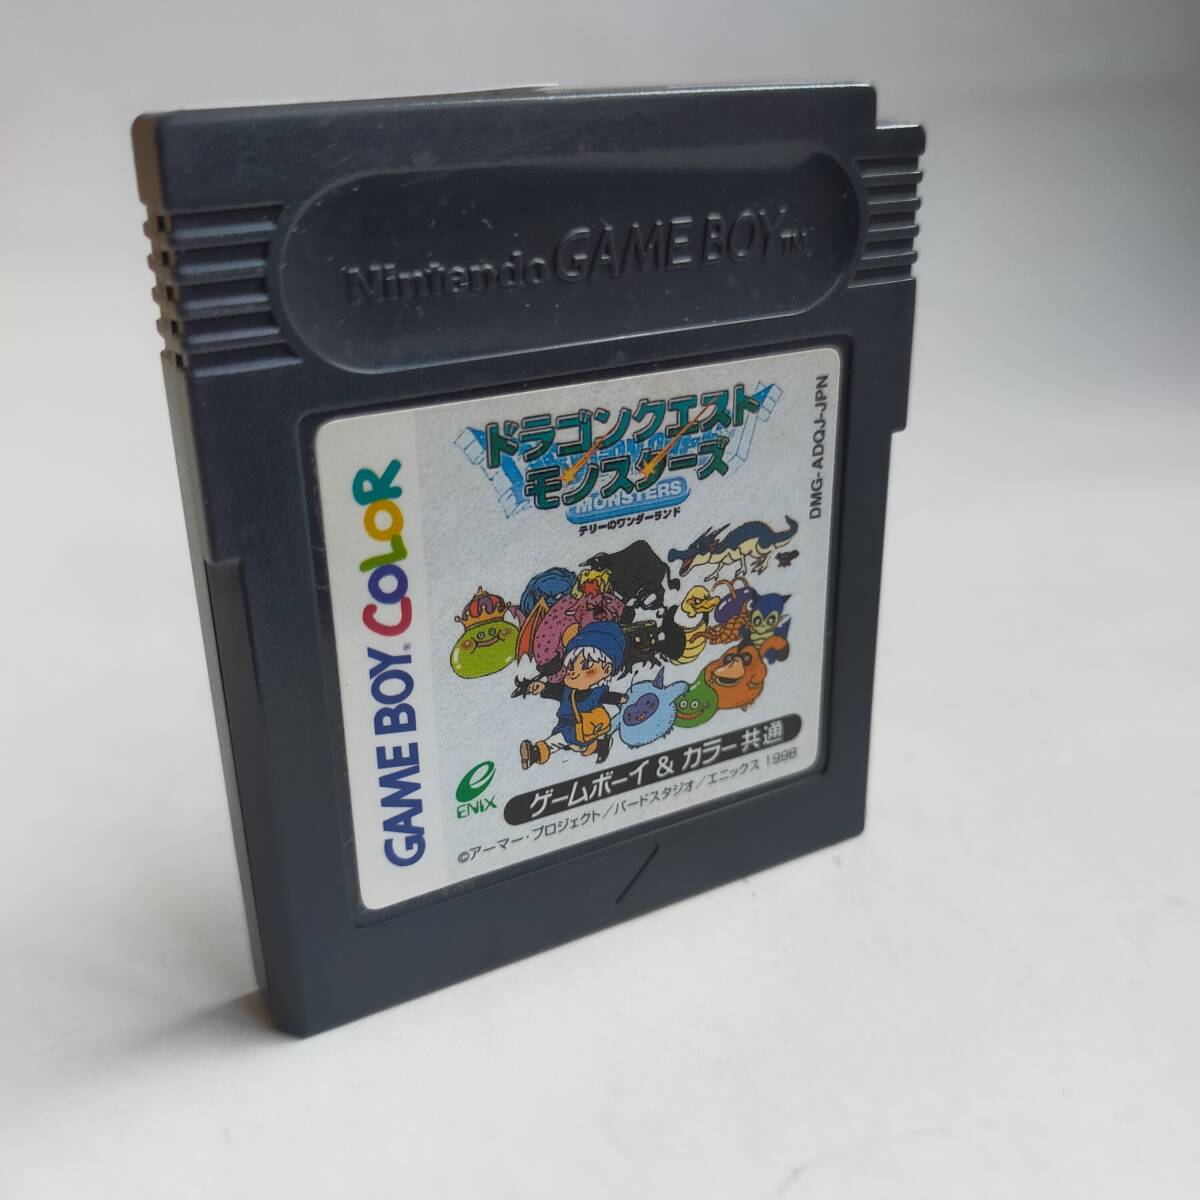 Nintendo GAME BOY TM
GAME BOY COLOR
ドラゴンクエスト
モンスターズ
MONSTERS
テリーのワンダーランド
DMG-ADQJ-JPN
ENIX
ゲームボーイ & カラー共通
©アーマー・プロジェクト/バードスタジオ/エニックス 1998